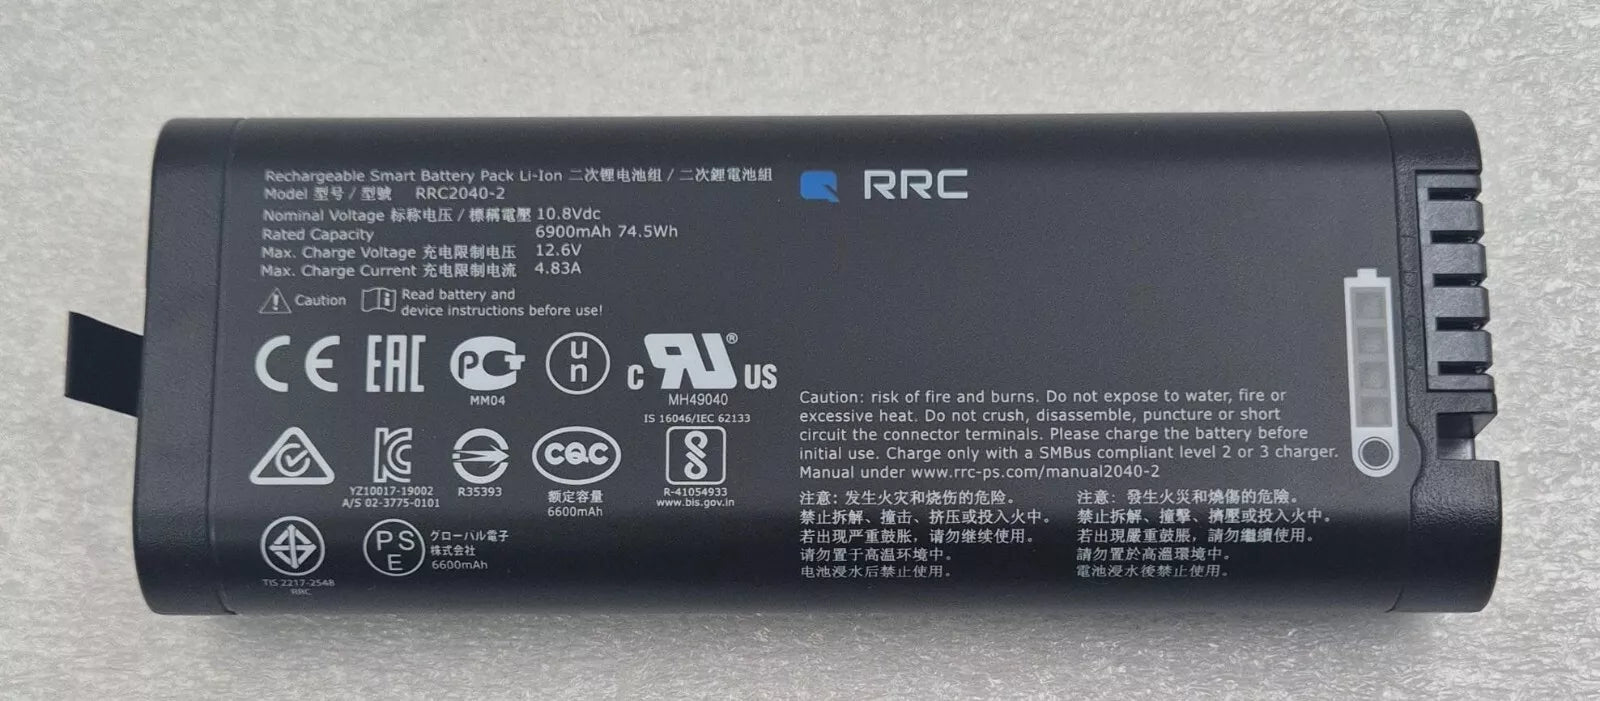 Rechargeable Smart Battery Pack Li-Ion 二次锂电池组 / 二次鋰電池組
Model 型号 / 型號 RRC2040-2
Nominal Voltage 标称电压 / 標稱電壓 10.8Vdc
Rated Capacity 6900mAh 74.5Wh
Max. Charge Voltage 充电限制电压 12.6V
Max. Charge Current 充电限制电流 4.83A
Caution
Read battery and
device instructions before use!
RRC
CE
EAC
PCT
MM04
un
c RU® US
MH49040
IS 16046/IEC 62133
YZ10017-19002
A/S 02-3775-0101
R35393
CQC
额定容量
6600mAh
R-41054933
www.bis.gov.in
TIS 2217-2548
RRC
PSE
グローバル電子
株式会社
6600mAh
Caution: risk of fire and burns. Do not expose to water, fire or
excessive heat. Do not crush, disassemble, puncture or short
circuit the connector terminals. Please charge the battery before
initial use. Charge only with a SMBus compliant level 2 or 3 charger.
Manual under www.rrc-ps.com/manual2040-2
注意: 发生火灾和烧伤的危险。
禁止拆解、撞击、挤压或投入火中。
若出现严重鼓胀，请勿继续使用。
请勿置于高温环境中。
电池浸水后禁止使用。
注意: 發生火災和燒傷的危險。
禁止拆解、撞擊、擠壓或投入火中。
若出現嚴重鼓脹，請勿繼續使用。
請勿置於高溫環境中。
電池浸水後禁止使用。